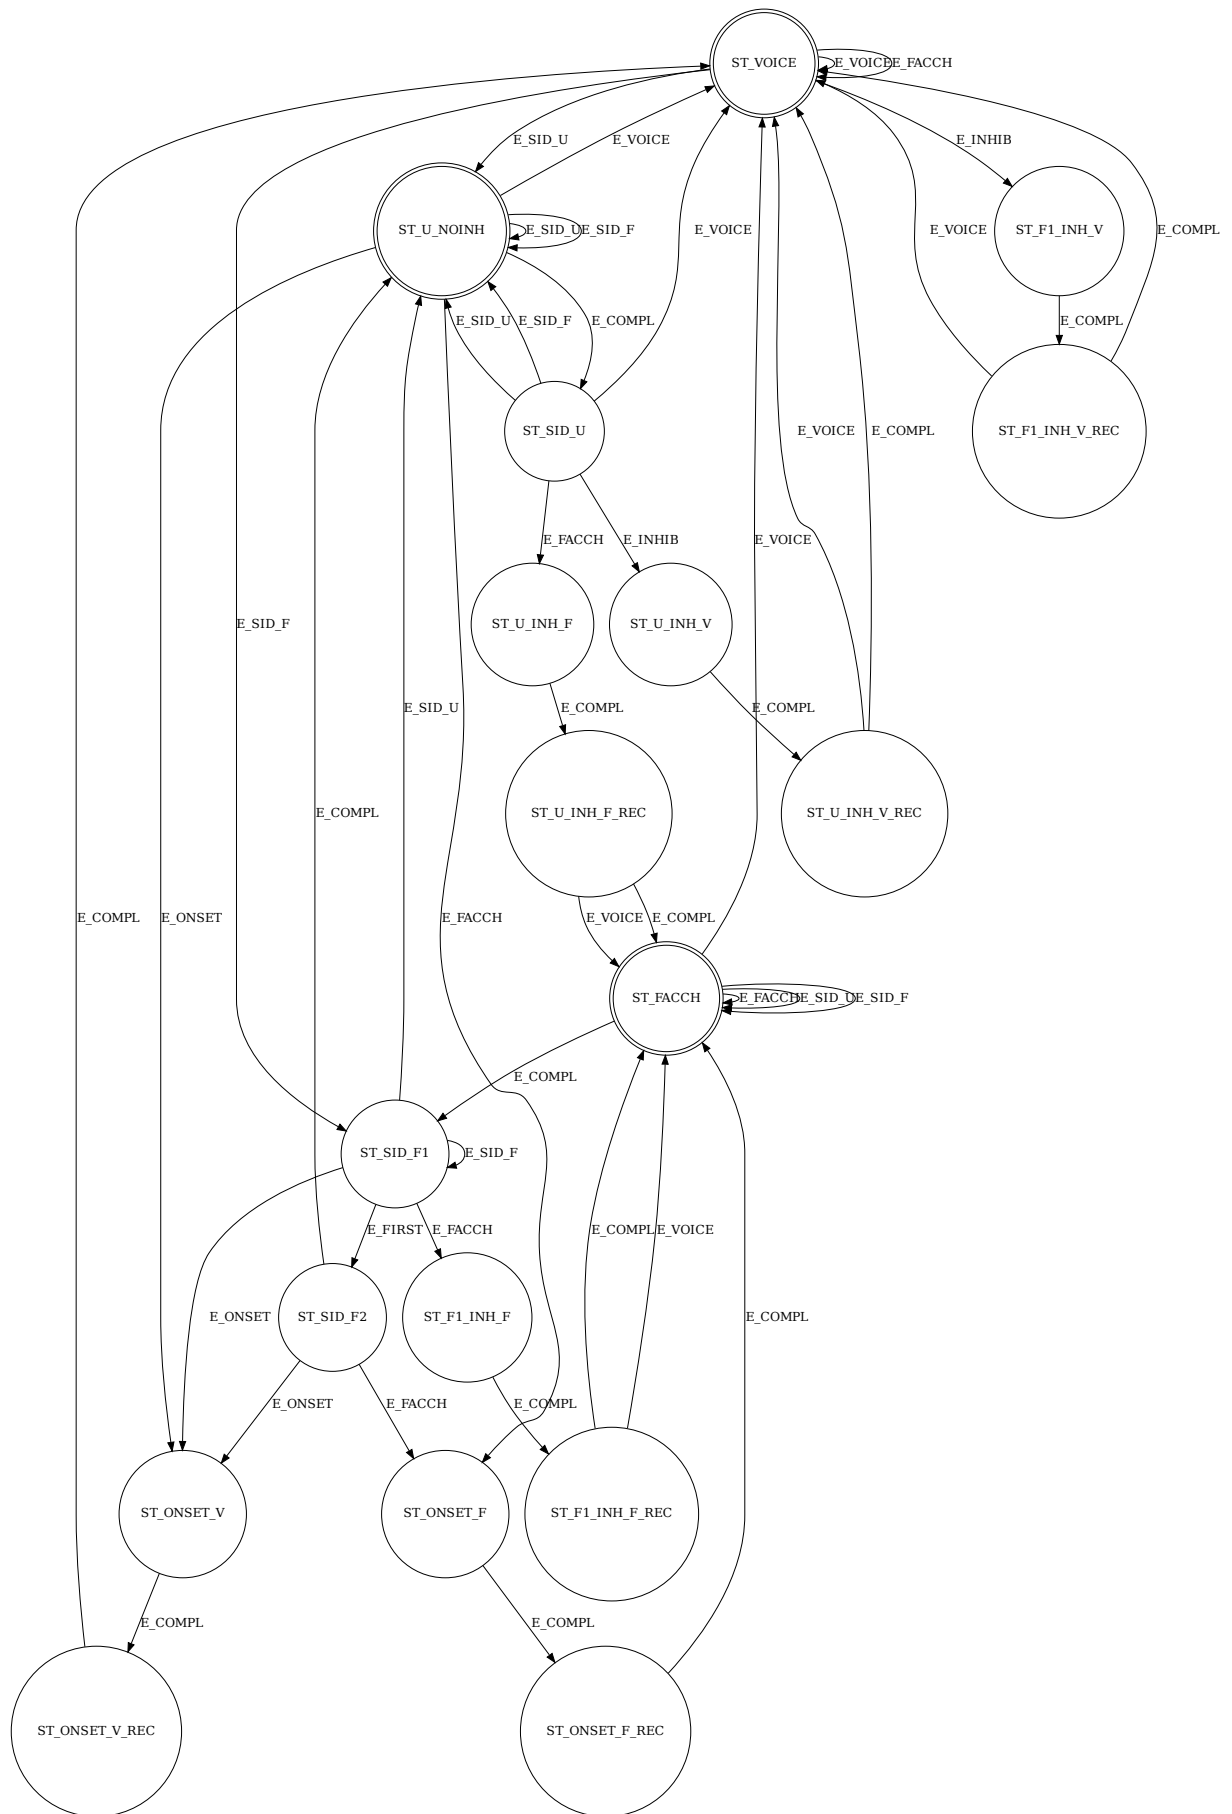 ST_VOICE
E_VOICE
E_FACCH
E_SID_U
E_VOICE
E_INHIB
ST_U_NOINH
E_SID_U
E_SID_F
E_VOICE
E_VOICE
ST_F1_INH_V
E_COMPL
E_SID_U
E_SID_F
E_COMPL
E_COMPL
ST_SID_U
E_VOICE
E_COMPL
ST_F1_INH_V_REC
E_FACCH
E_INHIB
E_VOICE
E_SID_F
ST_U_INH_F
ST_U_INH_V
E_SID_U
E_COMPL
E_COMPL
E_COMPL
ST_U_INH_F_REC
ST_U_INH_V_REC
E_COMPL
E_ONSET
E_FACCH
E_VOICE
E_COMPL
ST_FACCH
E_FACCH
E_SID_U
E_SID_F
E_COMPL
ST_SID_F1
E_SID_F
E_FIRST
E_FACCH
E_COMPL
E_VOICE
E_ONSET
ST_SID_F2
ST_F1_INH_F
E_COMPL
E_ONSET
E_FACCH
E_COMPL
ST_ONSET_V
ST_ONSET_F
ST_F1_INH_F_REC
E_COMPL
E_COMPL
ST_ONSET_V_REC
ST_ONSET_F_REC